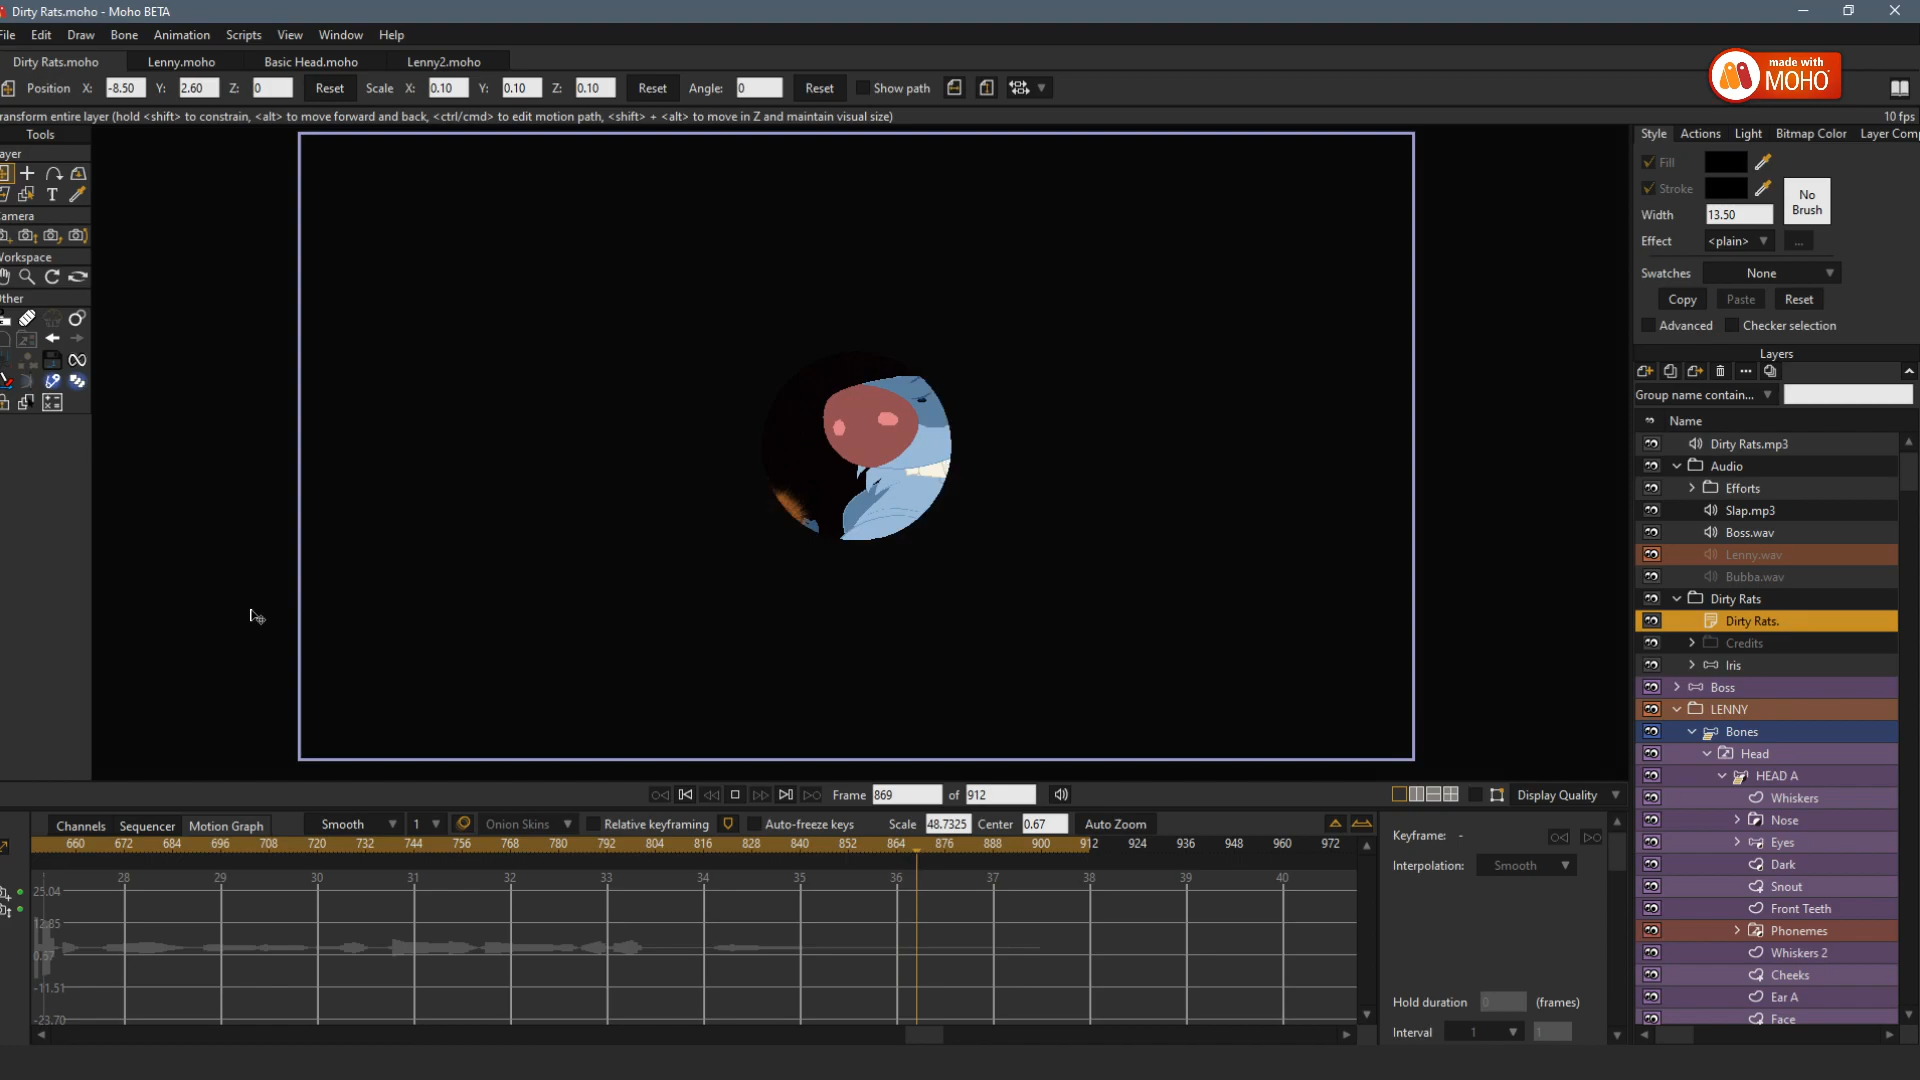 Dirty Rats.moho - Moho BETA
File Edit Draw Bone Animation Scripts View Window Help
Dirty Rats.moho Lenny.moho Basic Head.moho Lenny2.moho
made with MOHO
Position X: -8.50 Y: 2.60 Z: 0 Reset Scale X: 0.10 Y: 0.10 Z: 0.10 Reset Angle: 0 Reset Show path
ransform entire layer (hold <shift> to constrain, <alt> to move forward and back, <ctrl/cmd> to edit motion path, <shift> + <alt> to move in Z and maintain visual size) 10 fps
Tools
ayer
T
amera
Workspace
Other
Style Actions Light Bitmap Color Layer Comp
Fill
Stroke
No Brush
Width 13.50
Effect <plain> ...
Swatches None
Copy Paste Reset
Advanced Checker selection
Layers
Group name contain...
Name
Dirty Rats.mp3
Audio
Efforts
Slap.mp3
Boss.wav
Lenny.wav
Bubba.wav
Dirty Rats
Dirty Rats.
Credits
Iris
Boss
LENNY
Bones
Head
HEAD A
Whiskers
Nose
Eyes
Dark
Snout
Front Teeth
Phonemes
Whiskers 2
Cheeks
Ear A
Face
Frame 869 of 912 Display Quality
Channels Sequencer Motion Graph Smooth 1 Onion Skins Relative keyframing Auto-freeze keys Scale 48.7325 Center 0.67 Auto Zoom
660 672 684 696 708 720 732 744 756 768 780 792 804 816 828 840 852 864 876 888 900 912 924 936 948 960 972
28 29 30 31 32 33 34 35 36 37 38 39 40
25.04
12.85
0.67
-11.51
-23.70
Keyframe: -
Interpolation: Smooth
Hold duration 0 (frames)
Interval 1 1